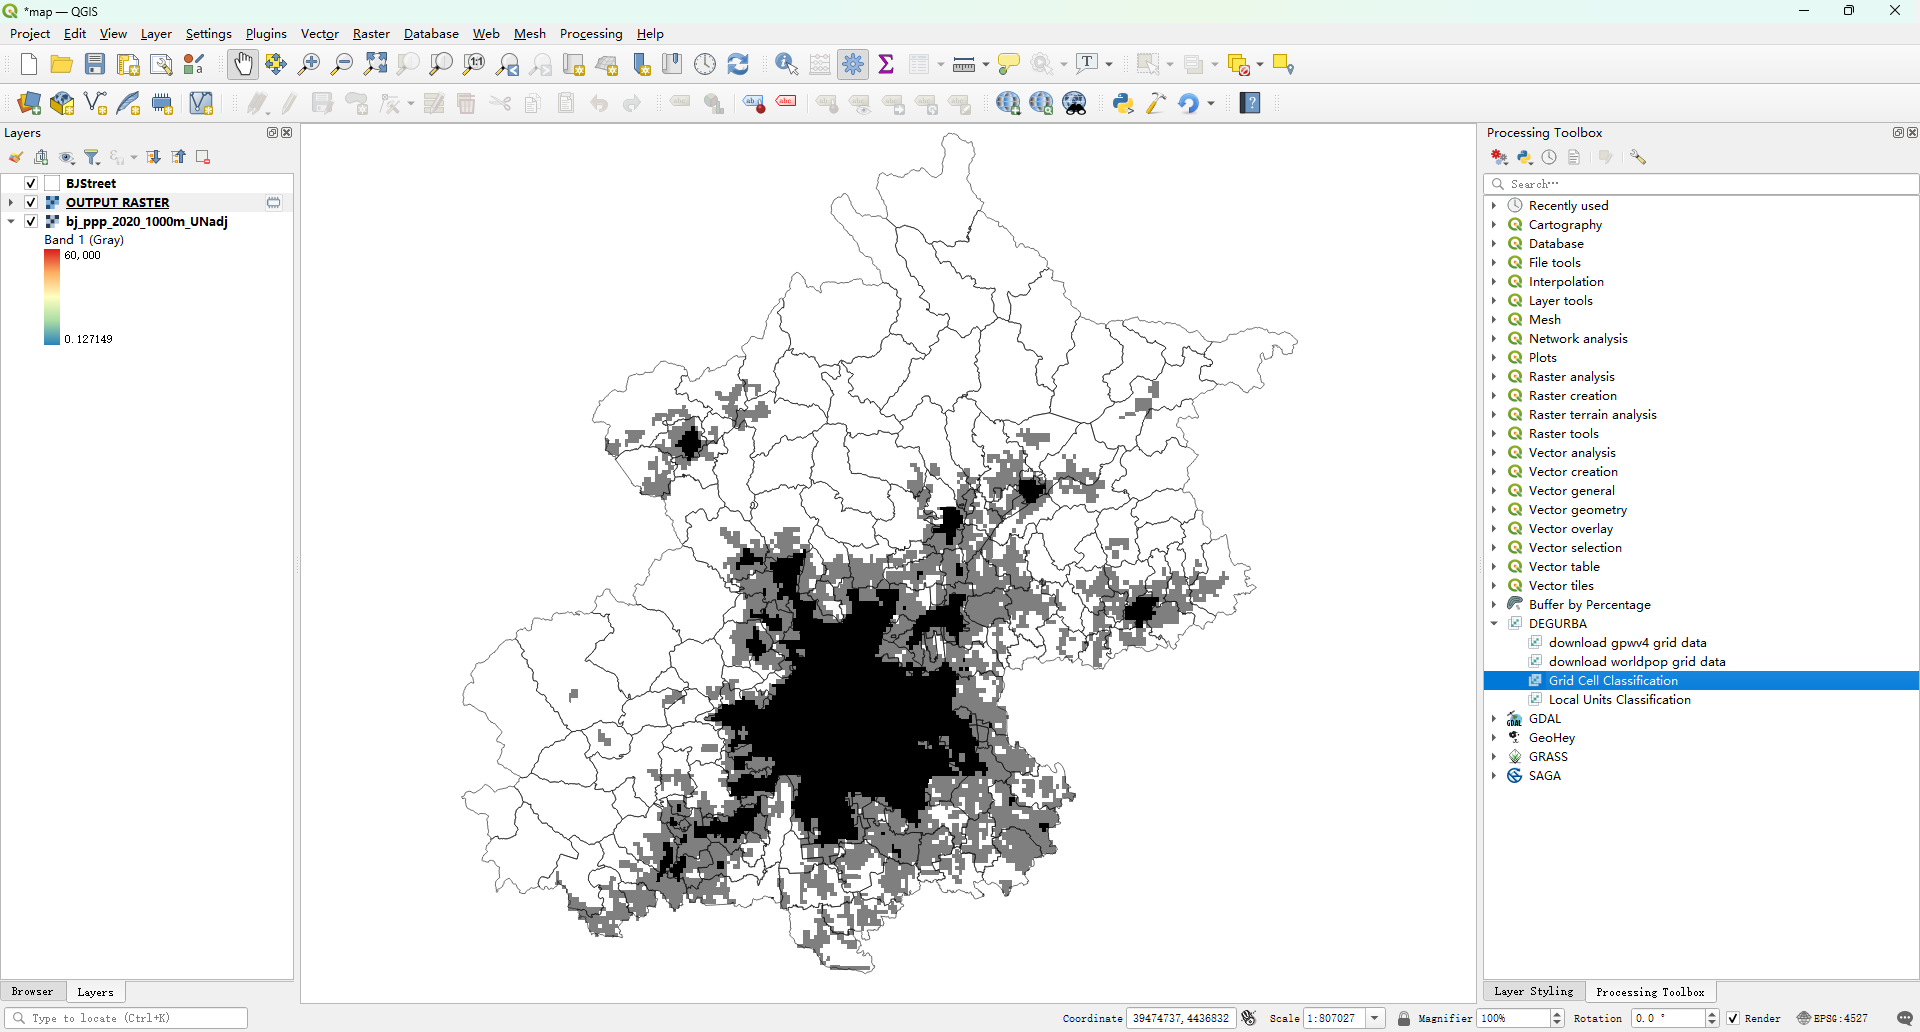 *map — QGIS
Project Edit View Layer Settings Plugins Vector Raster Database Web Mesh Processing Help
Layers
BJStreet
OUTPUT RASTER
bj_ppp_2020_1000m_UNadj
Band 1 (Gray)
60,000
0.127149
Browser Layers
Type to locate (Ctrl+K)
Processing Toolbox
Search…
Recently used
Cartography
Database
File tools
Interpolation
Layer tools
Mesh
Network analysis
Plots
Raster analysis
Raster creation
Raster terrain analysis
Raster tools
Vector analysis
Vector creation
Vector general
Vector geometry
Vector overlay
Vector selection
Vector table
Vector tiles
Buffer by Percentage
DEGURBA
download gpwv4 grid data
download worldpop grid data
Grid Cell Classification
Local Units Classification
GDAL
GeoHey
GRASS
SAGA
Layer Styling Processing Toolbox
Coordinate 39474737,4436832 Scale 1:807027 Magnifier 100% Rotation 0.0 ° Render EPSG:4527